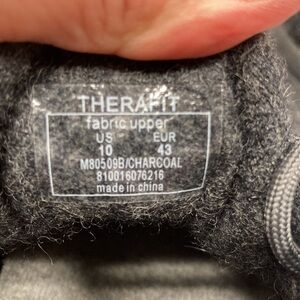 THERAFIT
fabric upper
US EUR
10 43
M80509B/CHARCOAL
810016076216
made in china